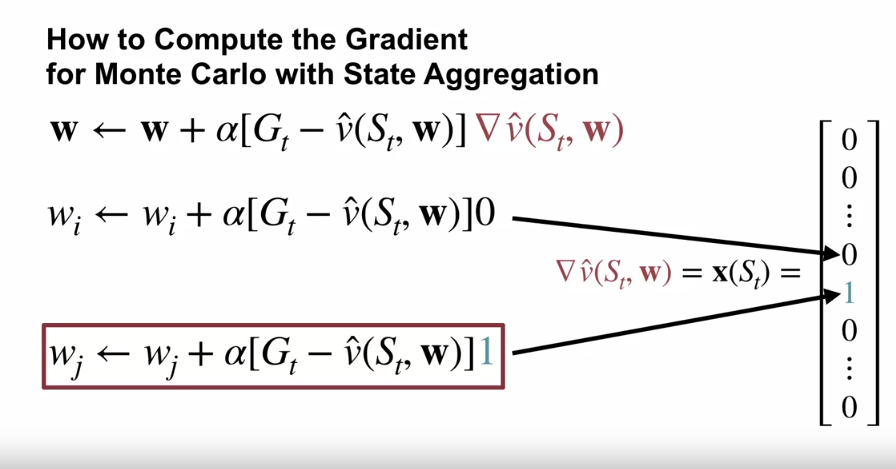 How to Compute the Gradient
for Monte Carlo with State Aggregation
w ← w + α[Gₜ − v̂(Sₜ, w)] ∇ v̂(Sₜ, w)
wᵢ ← wᵢ + α[Gₜ − v̂(Sₜ, w)]0
∇ v̂(Sₜ, w) = x(Sₜ) =
wⱼ ← wⱼ + α[Gₜ − v̂(Sₜ, w)]1
0
0
⋮
0
1
0
⋮
0